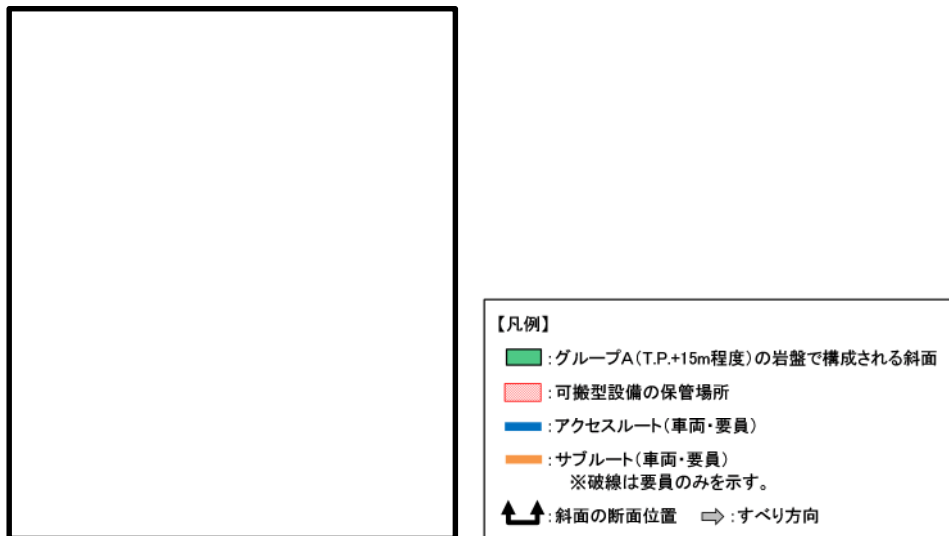 【凡例】
：グループA（T.P.+15m程度）の岩盤で構成される斜面
：可搬型設備の保管場所
：アクセスルート（車両・要員）
：サブルート（車両・要員）
※破線は要員のみを示す。
：斜面の断面位置 ：すべり方向